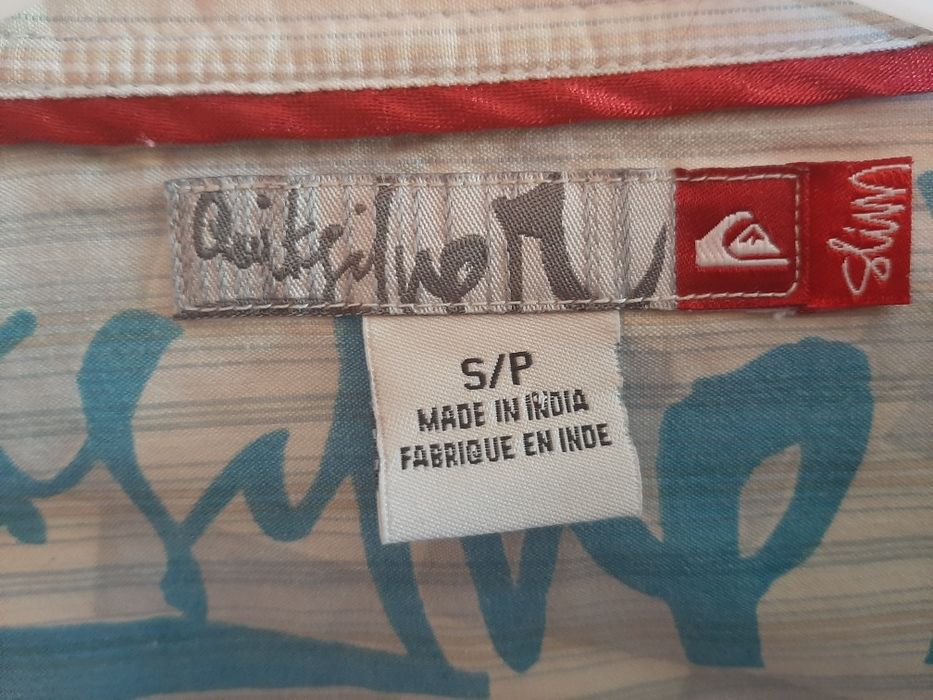 Quiksilver
Slim
S/P
MADE IN INDIA
FABRIQUE EN INDE